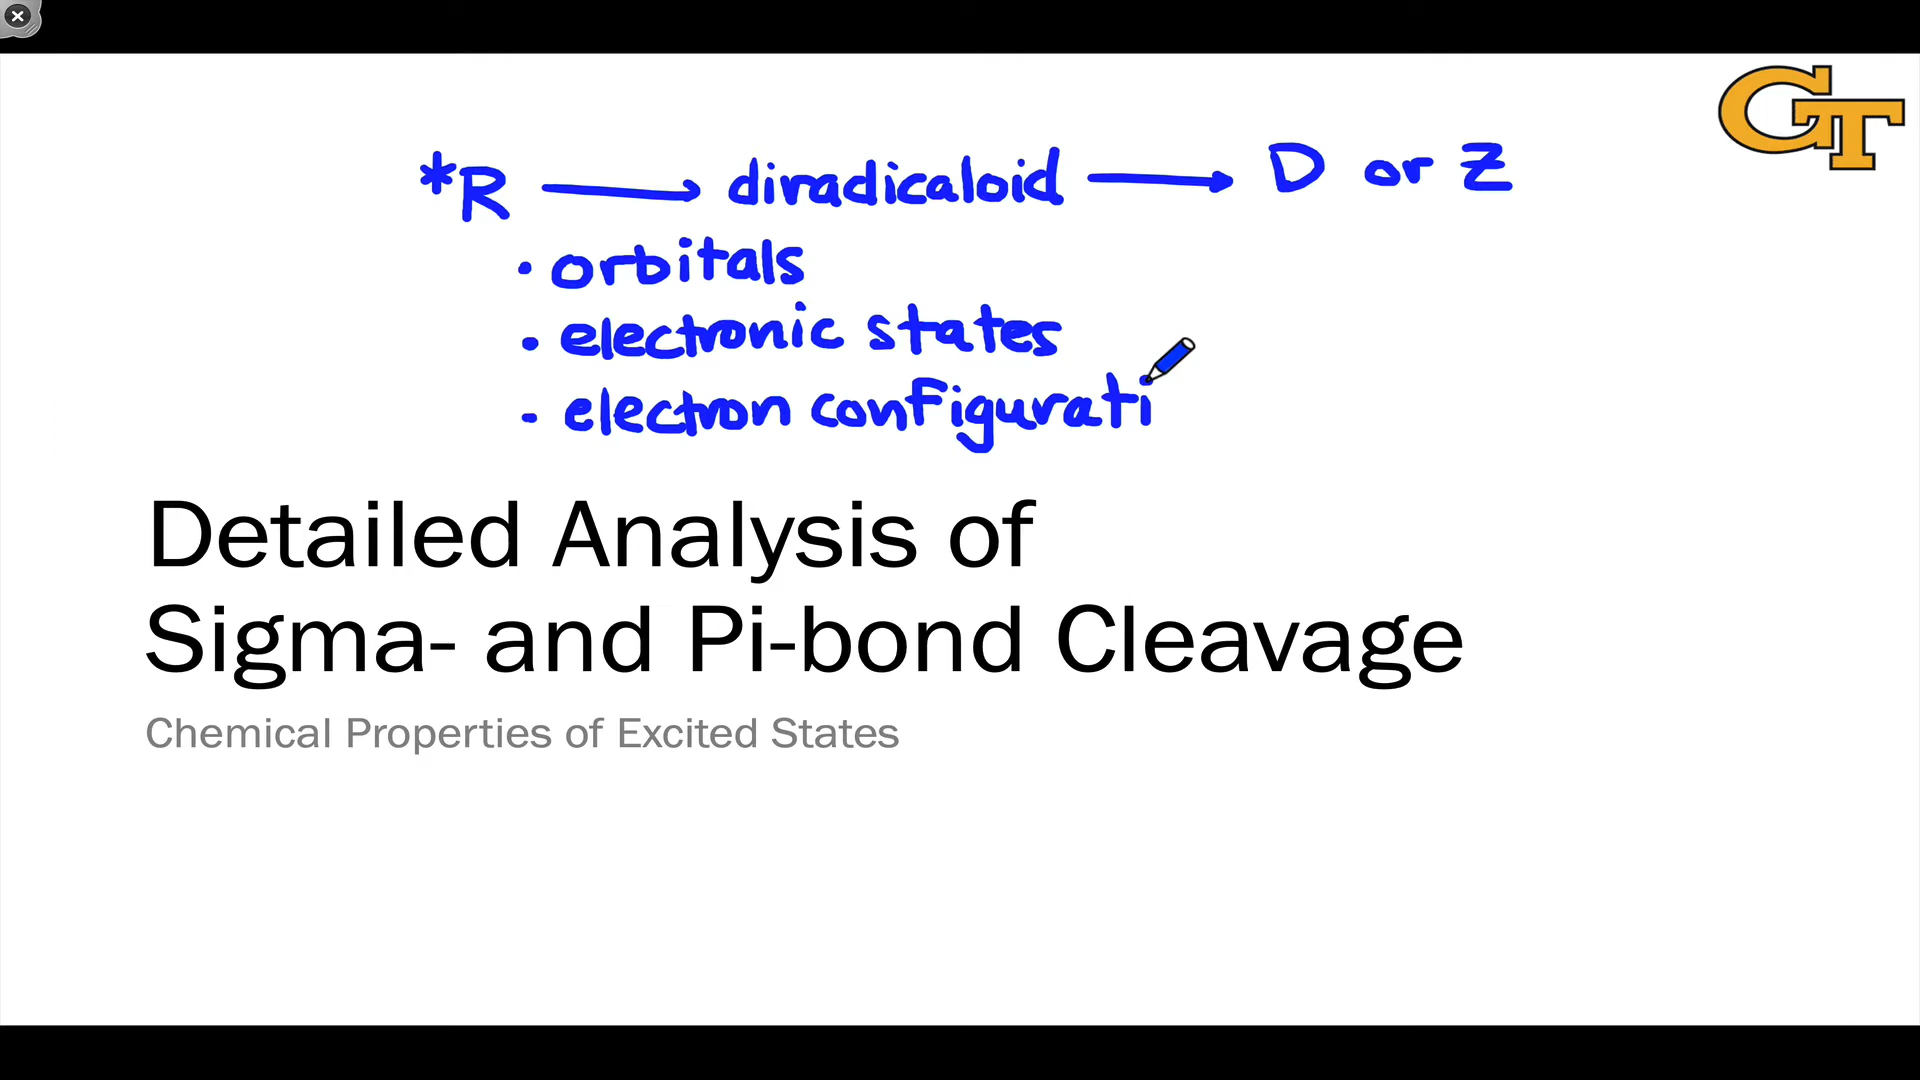 GT
*R → diradicaloid → D or Z
• orbitals
• electronic states
• electron configurati
Detailed Analysis of
Sigma- and Pi-bond Cleavage
Chemical Properties of Excited States